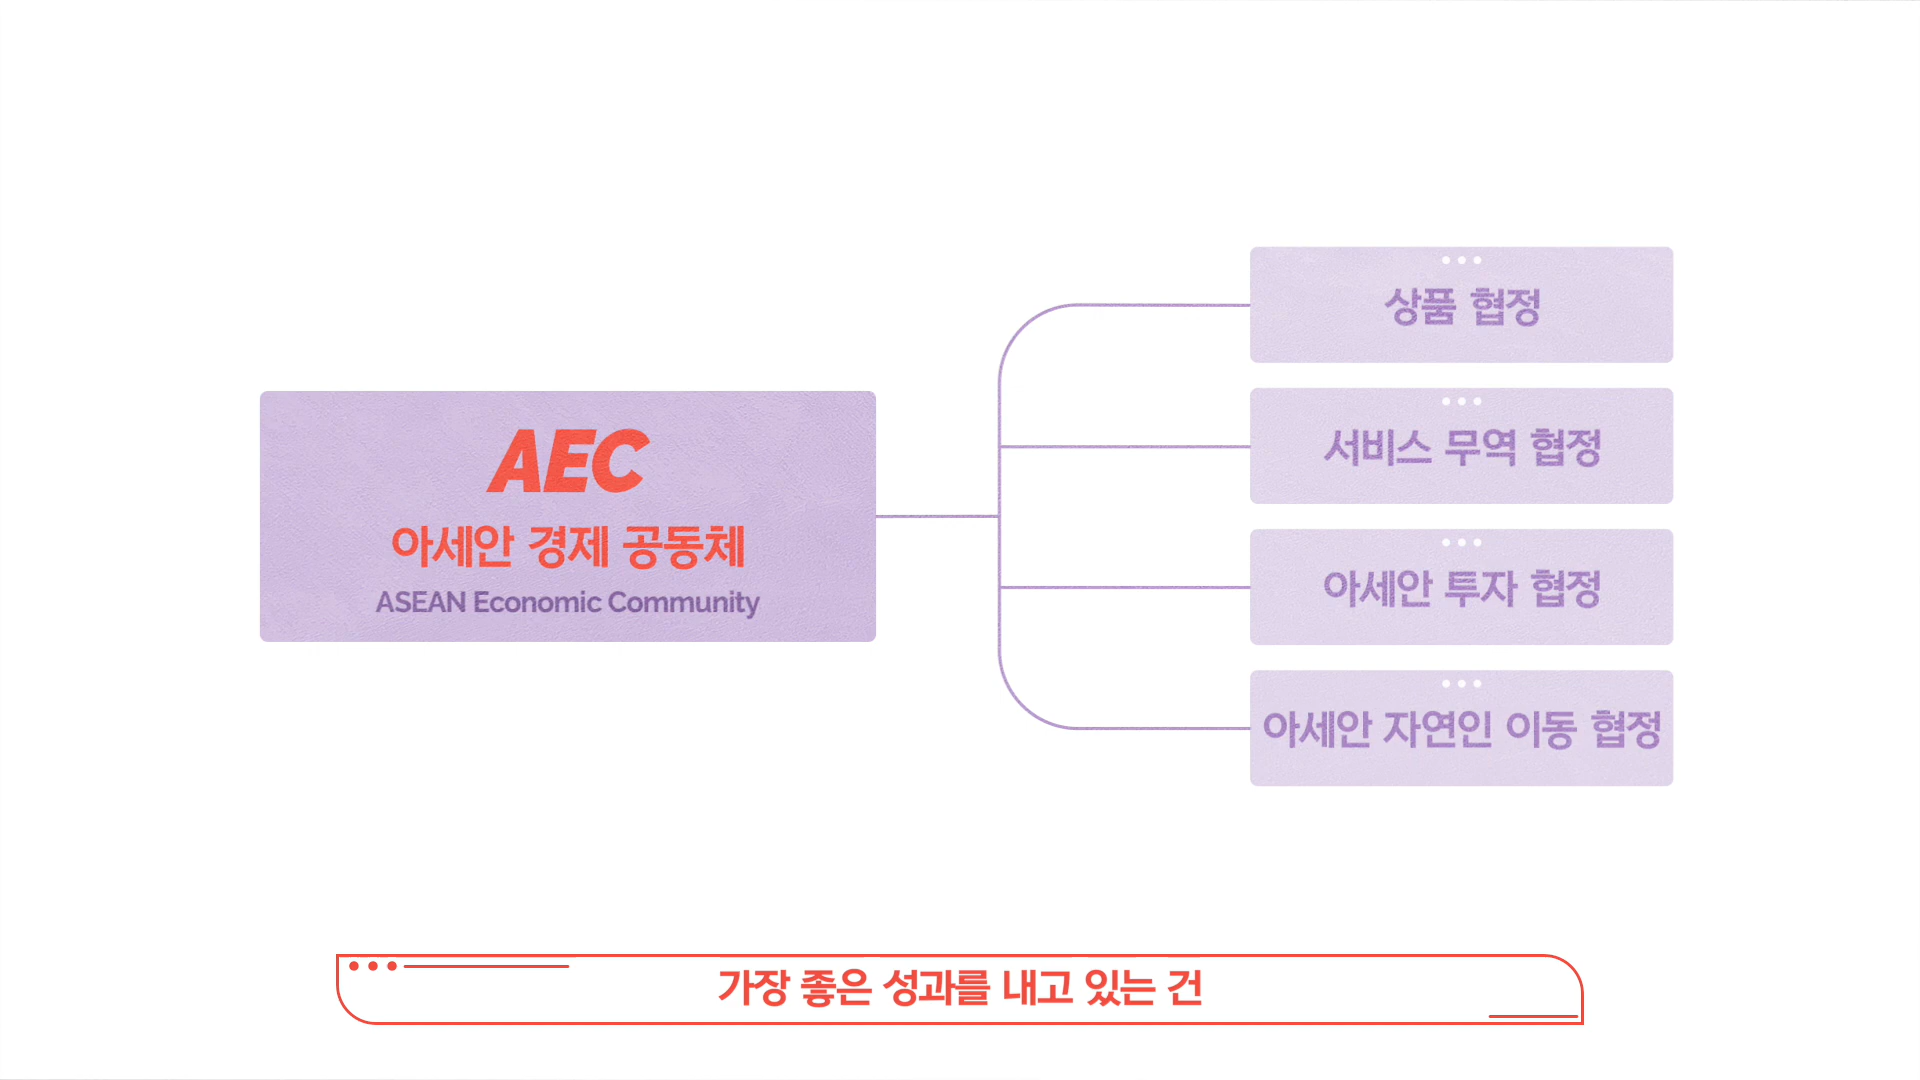 AEC
아세안 경제 공동체
ASEAN Economic Community
상품 협정
서비스 무역 협정
아세안 투자 협정
아세안 자연인 이동 협정
가장 좋은 성과를 내고 있는 건